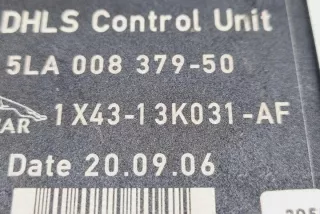 DHLS Control Unit
5LA 008 379-50
1X43-13K031-AF
Date 20.09.06